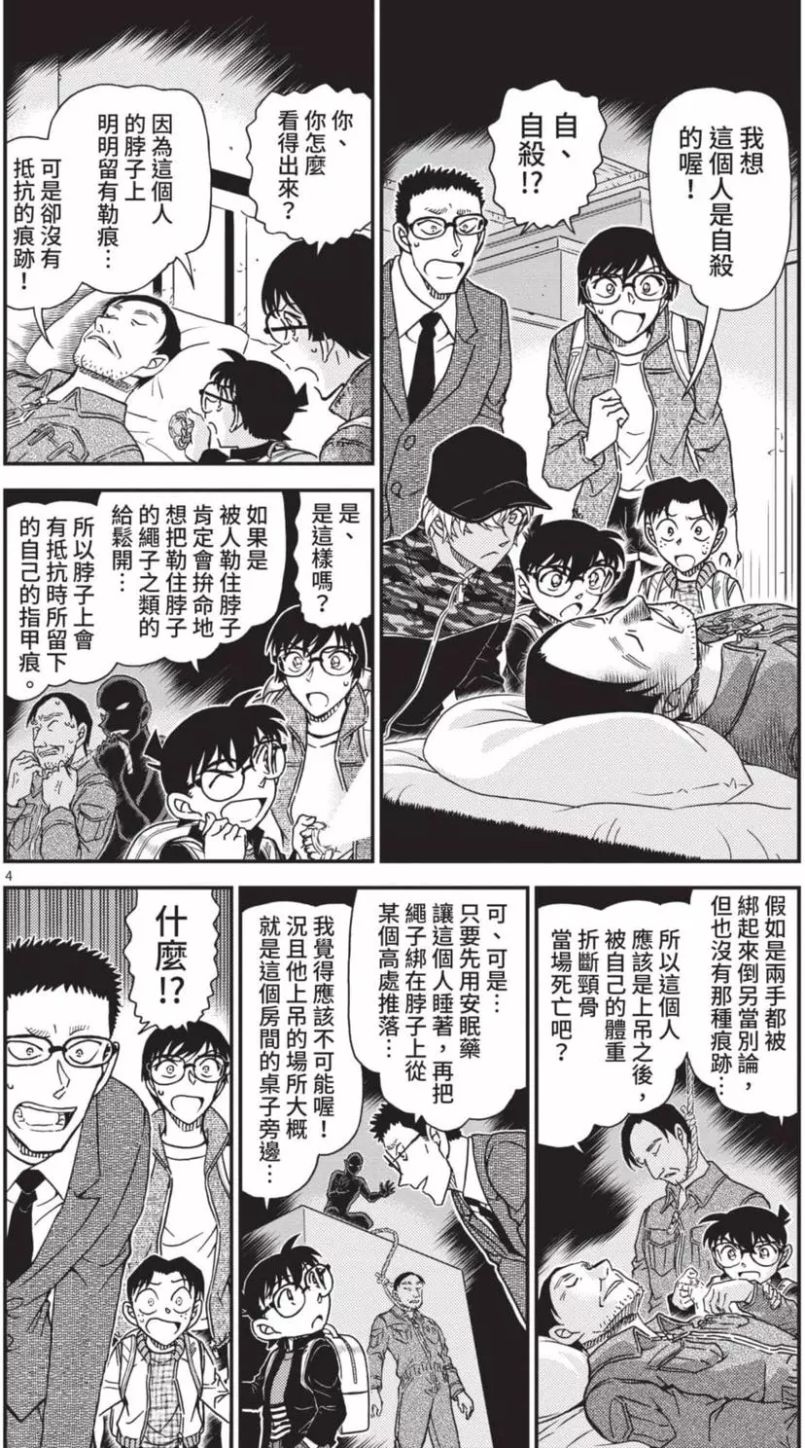 我想
這個人是自殺
的喔！
自、
自殺!?
你、
你怎麼
看得出來？
因為這個人
的脖子上
明明留有勒痕…
可是卻沒有
抵抗的痕跡！
是、
是這樣嗎？
如果是
被人勒住脖子
肯定會拚命地
想把勒住脖子
的繩子之類的
給鬆開…
所以脖子上會
有抵抗時所留下
的自己的指甲痕。
4
假如是兩手都被
綁起來倒另當別論，
但也沒有那種痕跡…
所以這個人
應該是上吊之後，
被自己的體重
折斷頸骨
當場死亡吧？
可、可是…
只要先用安眠藥
讓這個人睡著，再把
繩子綁在脖子上從
某個高處推落…
我覺得應該不可能喔！
況且他上吊的場所大概
就是這個房間的桌子旁邊…
什麼!?